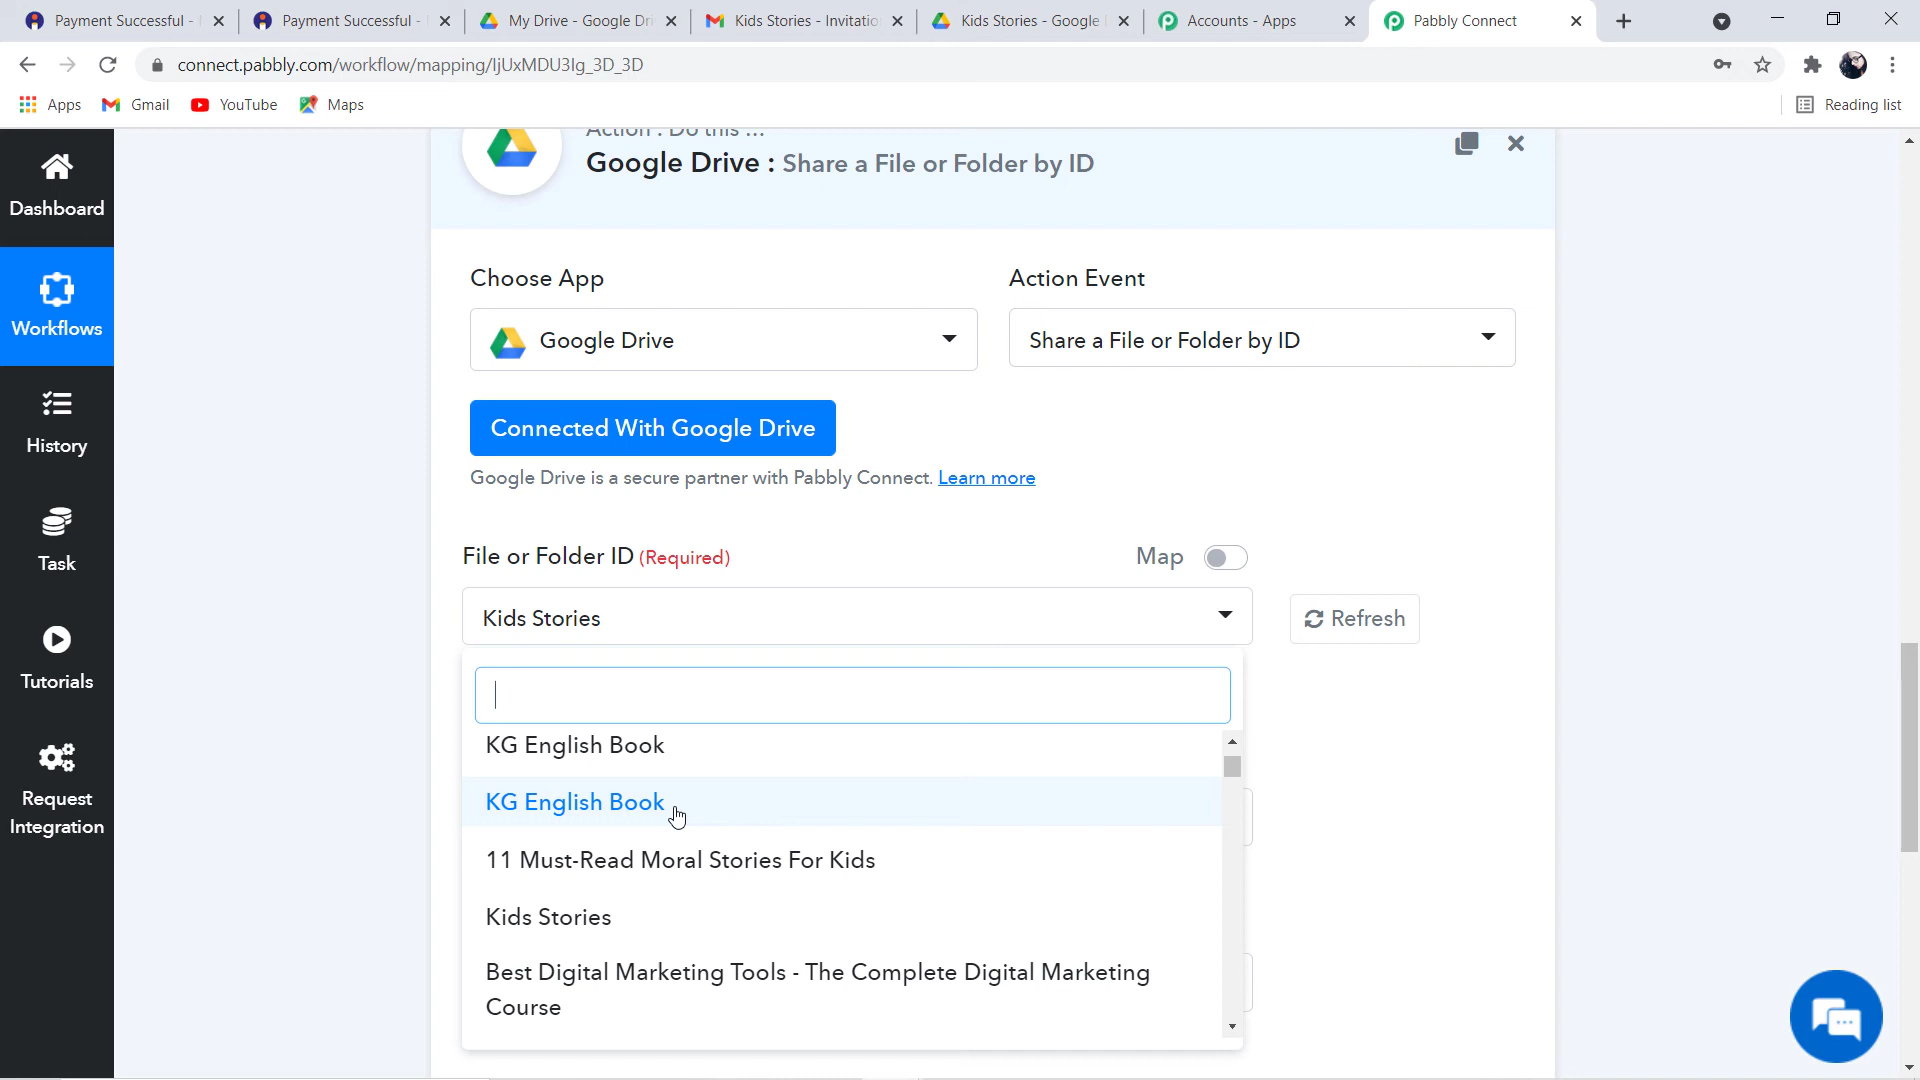 Payment Successful -
Payment Successful -
My Drive - Google Dri
Kids Stories - Invitatio
Kids Stories - Google
Accounts - Apps
Pabbly Connect
connect.pabbly.com/workflow/mapping/IjUxMDU3Ig_3D_3D
Apps
Gmail
YouTube
Maps
Reading list
Dashboard
Workflows
History
Task
Tutorials
Request
Integration
Action : Do this ...
Google Drive : Share a File or Folder by ID
Choose App
Action Event
Google Drive
Share a File or Folder by ID
Connected With Google Drive
Google Drive is a secure partner with Pabbly Connect. Learn more
File or Folder ID (Required)
Map
Kids Stories
Refresh
KG English Book
KG English Book
11 Must-Read Moral Stories For Kids
Kids Stories
Best Digital Marketing Tools - The Complete Digital Marketing
Course